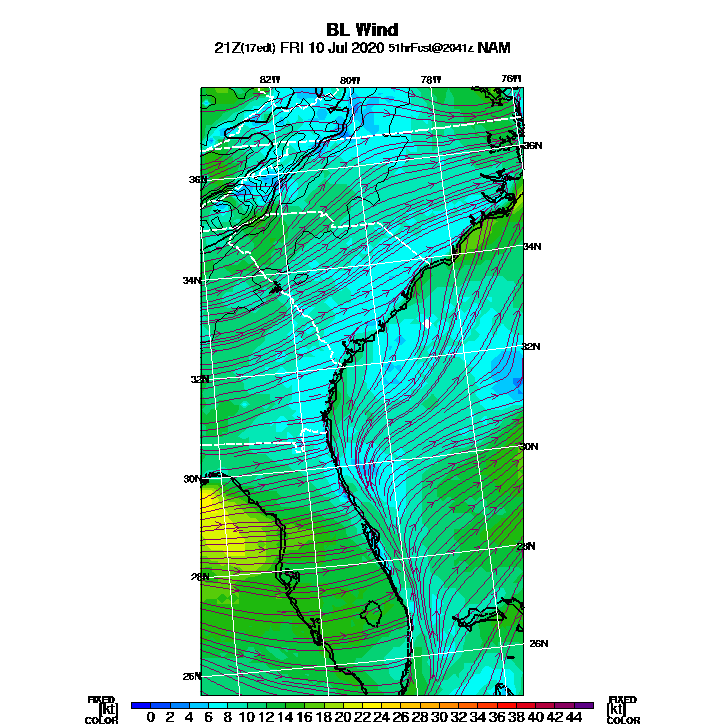 BL Wind
21Z(17edt) FRI 10 Jul 2020 51hrFcst@2041z NAM
82W 80W 78W 76W
36N
36N
34N
34N
32N
32N
30N
30N
28N
28N
26N
26N
FIXED [kt] COLOR
0 2 4 6 8 10 12 14 16 18 20 22 24 26 28 30 32 34 36 38 40 42 44
FIXED [kt] COLOR